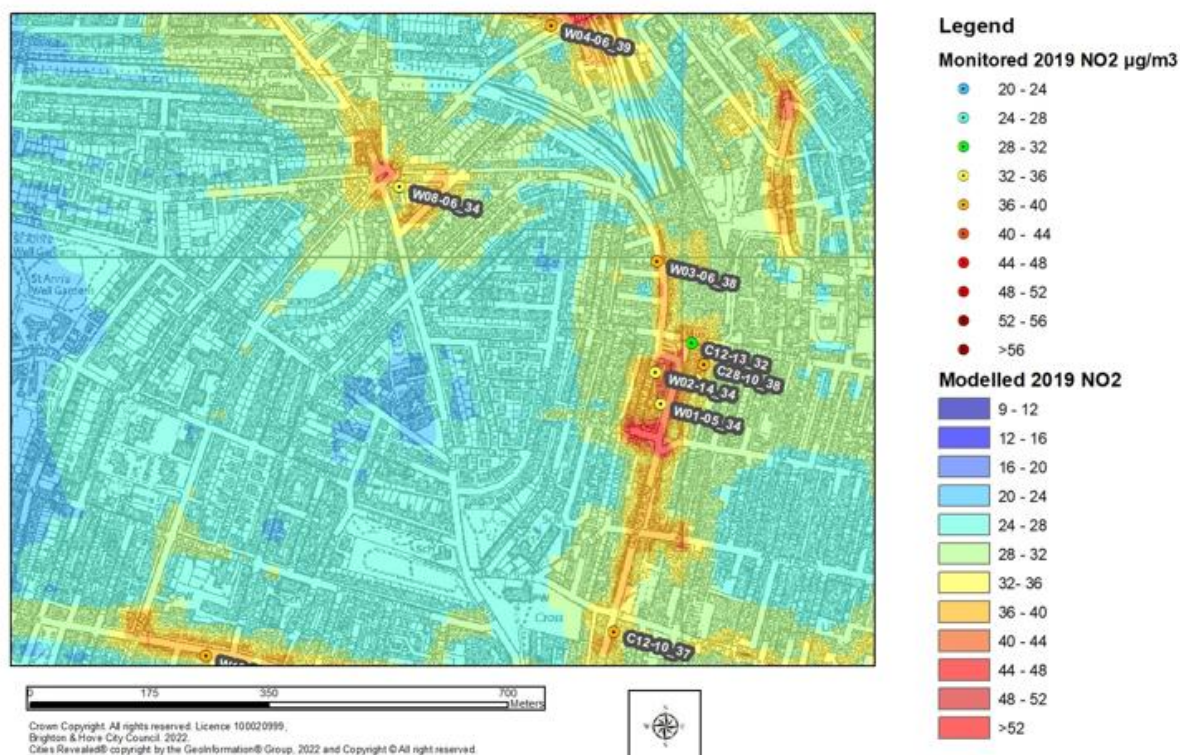 W04-06_39
W08-06_34
W03-06_38
C12-13_32
C28-10_38
W02-14_34
W01-05_34
C12-10_37
St Anns
Well Garden
Legend
Monitored 2019 NO2 µg/m3
20 - 24
24 - 28
28 - 32
32 - 36
36 - 40
40 - 44
44 - 48
48 - 52
52 - 56
>56
Modelled 2019 NO2
9 - 12
12 - 16
16 - 20
20 - 24
24 - 28
28 - 32
32- 36
36 - 40
40 - 44
44 - 48
48 - 52
>52
0 175 350 700
Meters
Crown Copyright. All rights reserved. Licence 100020999,
Brighton & Hove City Council. 2022.
Cities Revealed® copyright by the GeoInformation® Group, 2022 and Copyright © All right reserved.